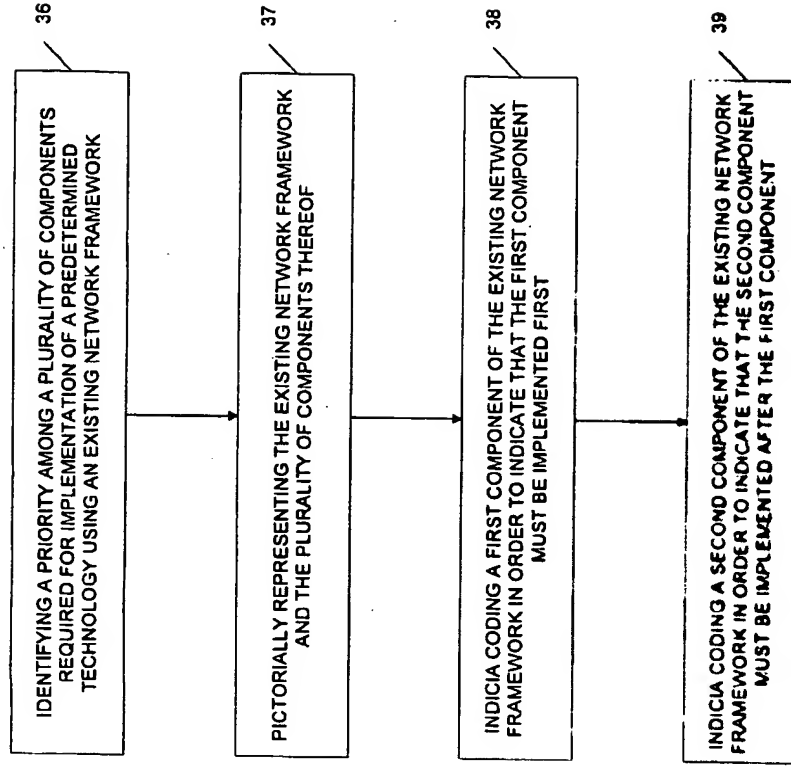 36
IDENTIFYING A PRIORITY AMONG A PLURALITY OF COMPONENTS
REQUIRED FOR IMPLEMENTATION OF A PREDETERMINED
TECHNOLOGY USING AN EXISTING NETWORK FRAMEWORK
37
PICTORIALLY REPRESENTING THE EXISTING NETWORK FRAMEWORK
AND THE PLURALITY OF COMPONENTS THEREOF
38
INDICIA CODING A FIRST COMPONENT OF THE EXISTING NETWORK
FRAMEWORK IN ORDER TO INDICATE THAT THE FIRST COMPONENT
MUST BE IMPLEMENTED FIRST
39
INDICIA CODING A SECOND COMPONENT OF THE EXISTING NETWORK
FRAMEWORK IN ORDER TO INDICATE THAT THE SECOND COMPONENT
MUST BE IMPLEMENTED AFTER THE FIRST COMPONENT